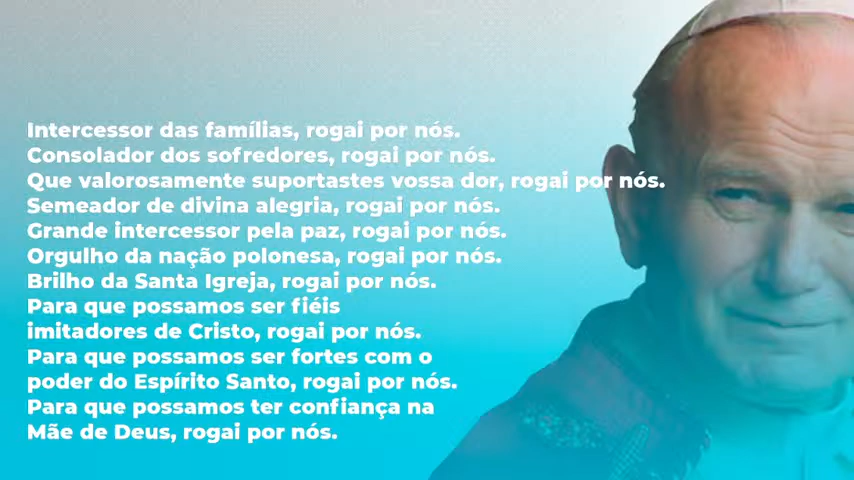 Intercessor das famílias, rogai por nós.
Consolador dos sofredores, rogai por nós.
Que valorosamente suportastes vossa dor, rogai por nós.
Semeador de divina alegria, rogai por nós.
Grande intercessor pela paz, rogai por nós.
Orgulho da nação polonesa, rogai por nós.
Brilho da Santa Igreja, rogai por nós.
Para que possamos ser fiéis
imitadores de Cristo, rogai por nós.
Para que possamos ser fortes com o
poder do Espírito Santo, rogai por nós.
Para que possamos ter confiança na
Mãe de Deus, rogai por nós.